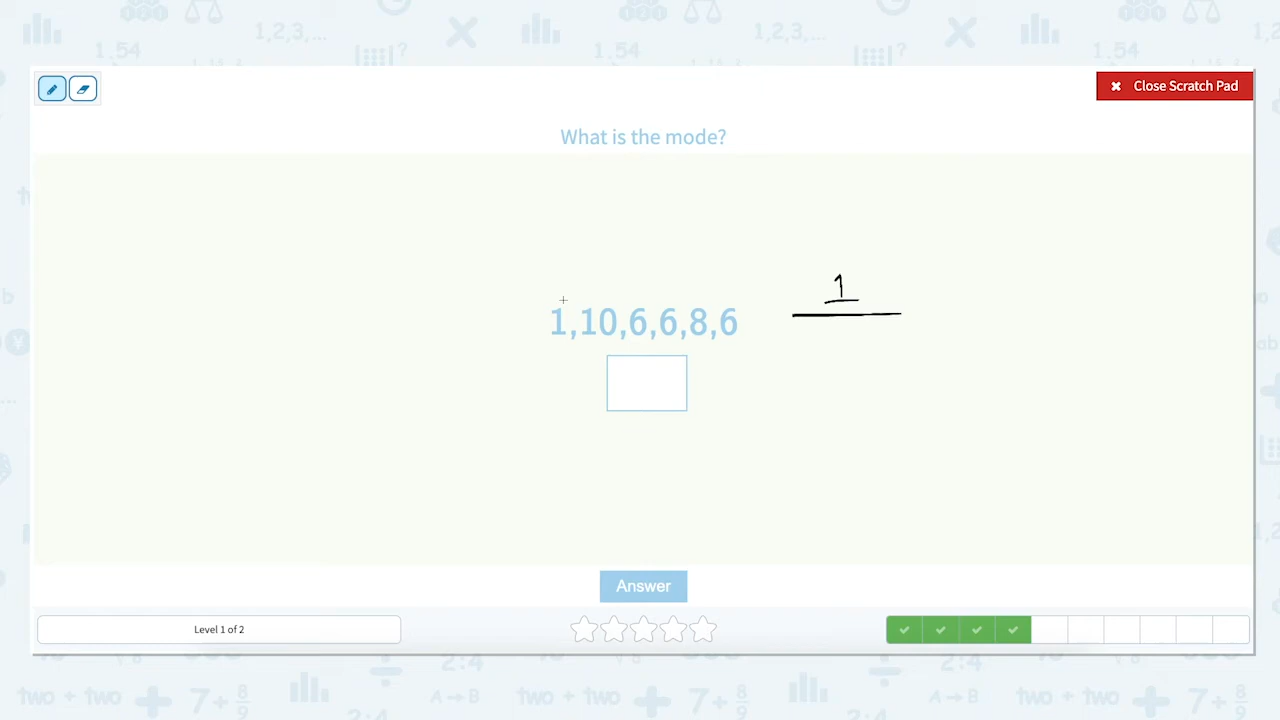 ✖ Close Scratch Pad
What is the mode?
1
1,10,6,6,8,6
Answer
Level 1 of 2